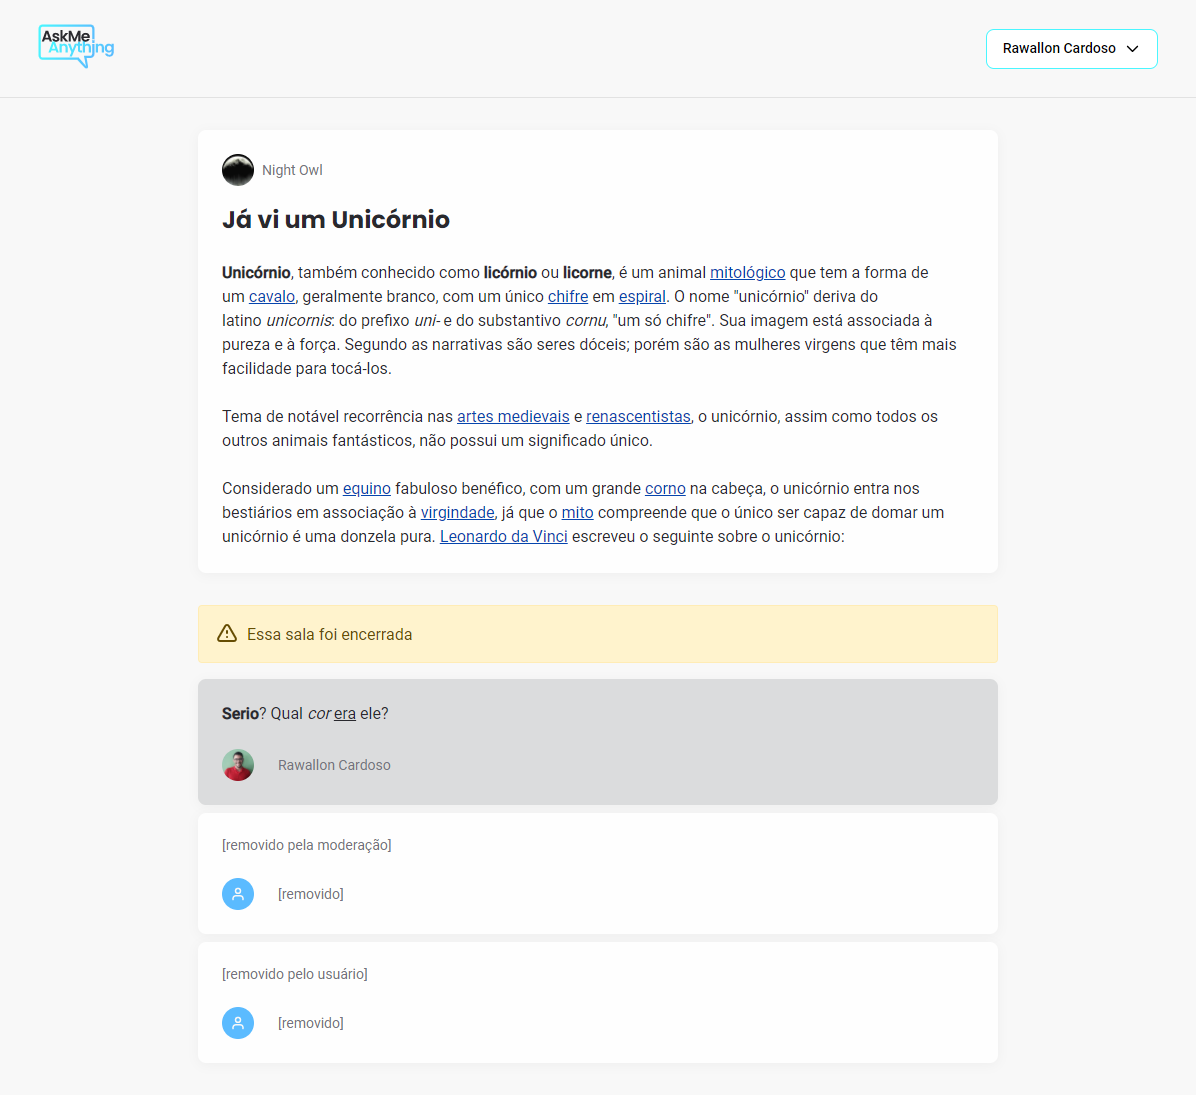 AskMe
Anything
Rawallon Cardoso
Night Owl
Já vi um Unicórnio
Unicórnio, também conhecido como licórnio ou licorne, é um animal mitológico que tem a forma de
um cavalo, geralmente branco, com um único chifre em espiral. O nome "unicórnio" deriva do
latino unicornis: do prefixo uni- e do substantivo cornu, "um só chifre". Sua imagem está associada à
pureza e à força. Segundo as narrativas são seres dóceis; porém são as mulheres virgens que têm mais
facilidade para tocá-los.
Tema de notável recorrência nas artes medievais e renascentistas, o unicórnio, assim como todos os
outros animais fantásticos, não possui um significado único.
Considerado um equino fabuloso benéfico, com um grande corno na cabeça, o unicórnio entra nos
bestiários em associação à virgindade, já que o mito compreende que o único ser capaz de domar um
unicórnio é uma donzela pura. Leonardo da Vinci escreveu o seguinte sobre o unicórnio:
Essa sala foi encerrada
Serio? Qual cor era ele?
Rawallon Cardoso
[removido pela moderação]
[removido]
[removido pelo usuário]
[removido]